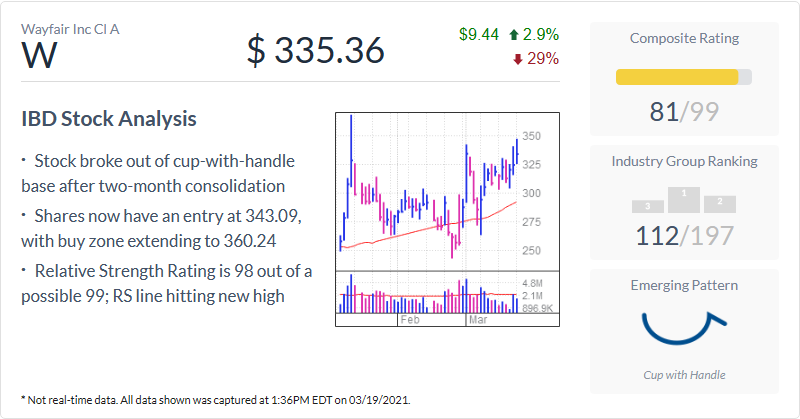 Wayfair Inc Cl A
W
$ 335.36
$9.44 2.9%
29%
IBD Stock Analysis
· Stock broke out of cup-with-handle
base after two-month consolidation
· Shares now have an entry at 343.09,
with buy zone extending to 360.24
· Relative Strength Rating is 98 out of a
possible 99; RS line hitting new high
350
325
300
275
250
4.8M
2.1M
896.9K
Feb Mar
Composite Rating
81/99
Industry Group Ranking
3 1 2
112/197
Emerging Pattern
Cup with Handle
* Not real-time data. All data shown was captured at 1:36PM EDT on 03/19/2021.